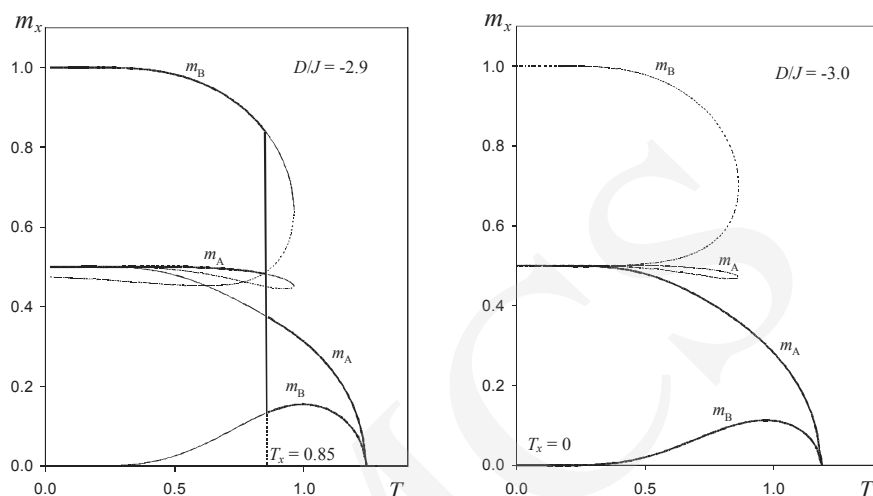 m_x
m_B
D/J = -2.9
1.0
0.8
0.6
m_A
0.4
m_A
0.2
m_B
T_x = 0.85
0.0
0.0
0.5
1.0
T
m_x
m_B
D/J = -3.0
1.0
0.8
0.6
m_A
0.4
m_A
0.2
m_B
T_x = 0
0.0
0.0
0.5
1.0
T